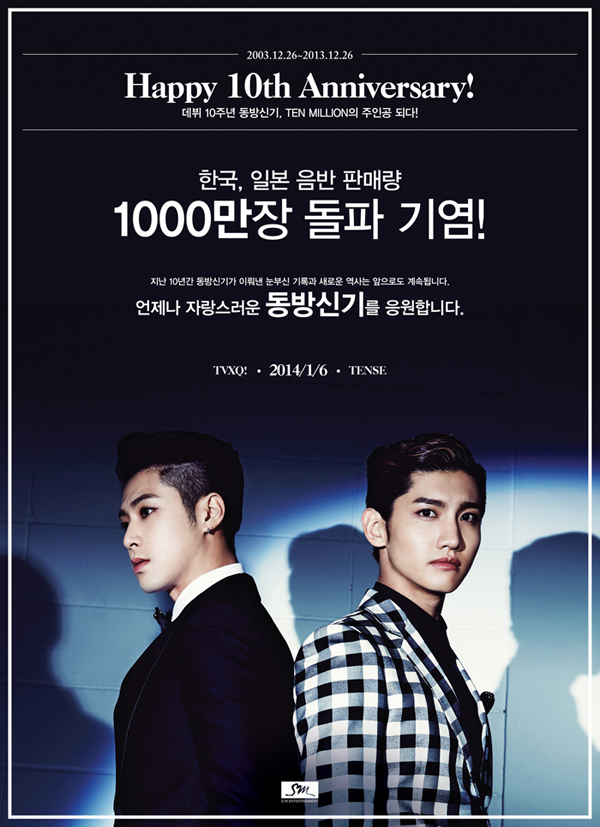 2003.12.26~2013.12.26
Happy 10th Anniversary!
데뷔 10주년 동방신기, TEN MILLION의 주인공 되다!
한국, 일본 음반 판매량
1000만장 돌파 기염!
지난 10년간 동방신기가 이뤄낸 눈부신 기록과 새로운 역사는 앞으로도 계속됩니다.
언제나 자랑스러운 동방신기를 응원합니다.
TVXQ! • 2014/1/6 • TENSE
SM
S.M.ENTERTAINMENT